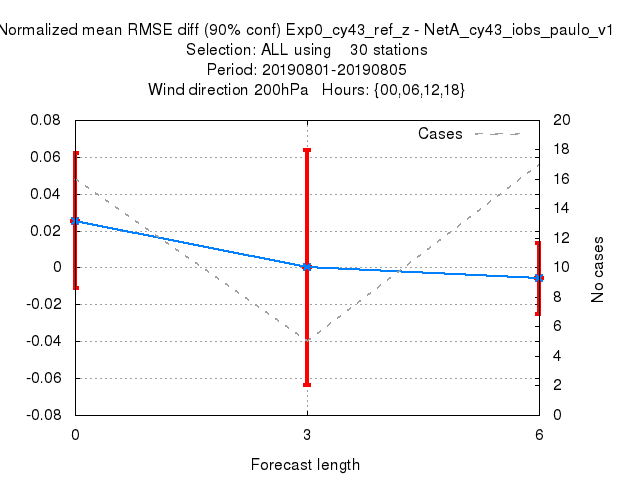 Normalized mean RMSE diff (90% conf) Exp0_cy43_ref_z - NetA_cy43_iobs_paulo_v1
Selection: ALL using 30 stations
Period: 20190801-20190805
Wind direction 200hPa Hours: {00,06,12,18}
Cases
0.08
0.06
0.04
0.02
0
-0.02
-0.04
-0.06
-0.08
20
18
16
14
12
10
8
6
4
2
0
No cases
0 3 6
Forecast length